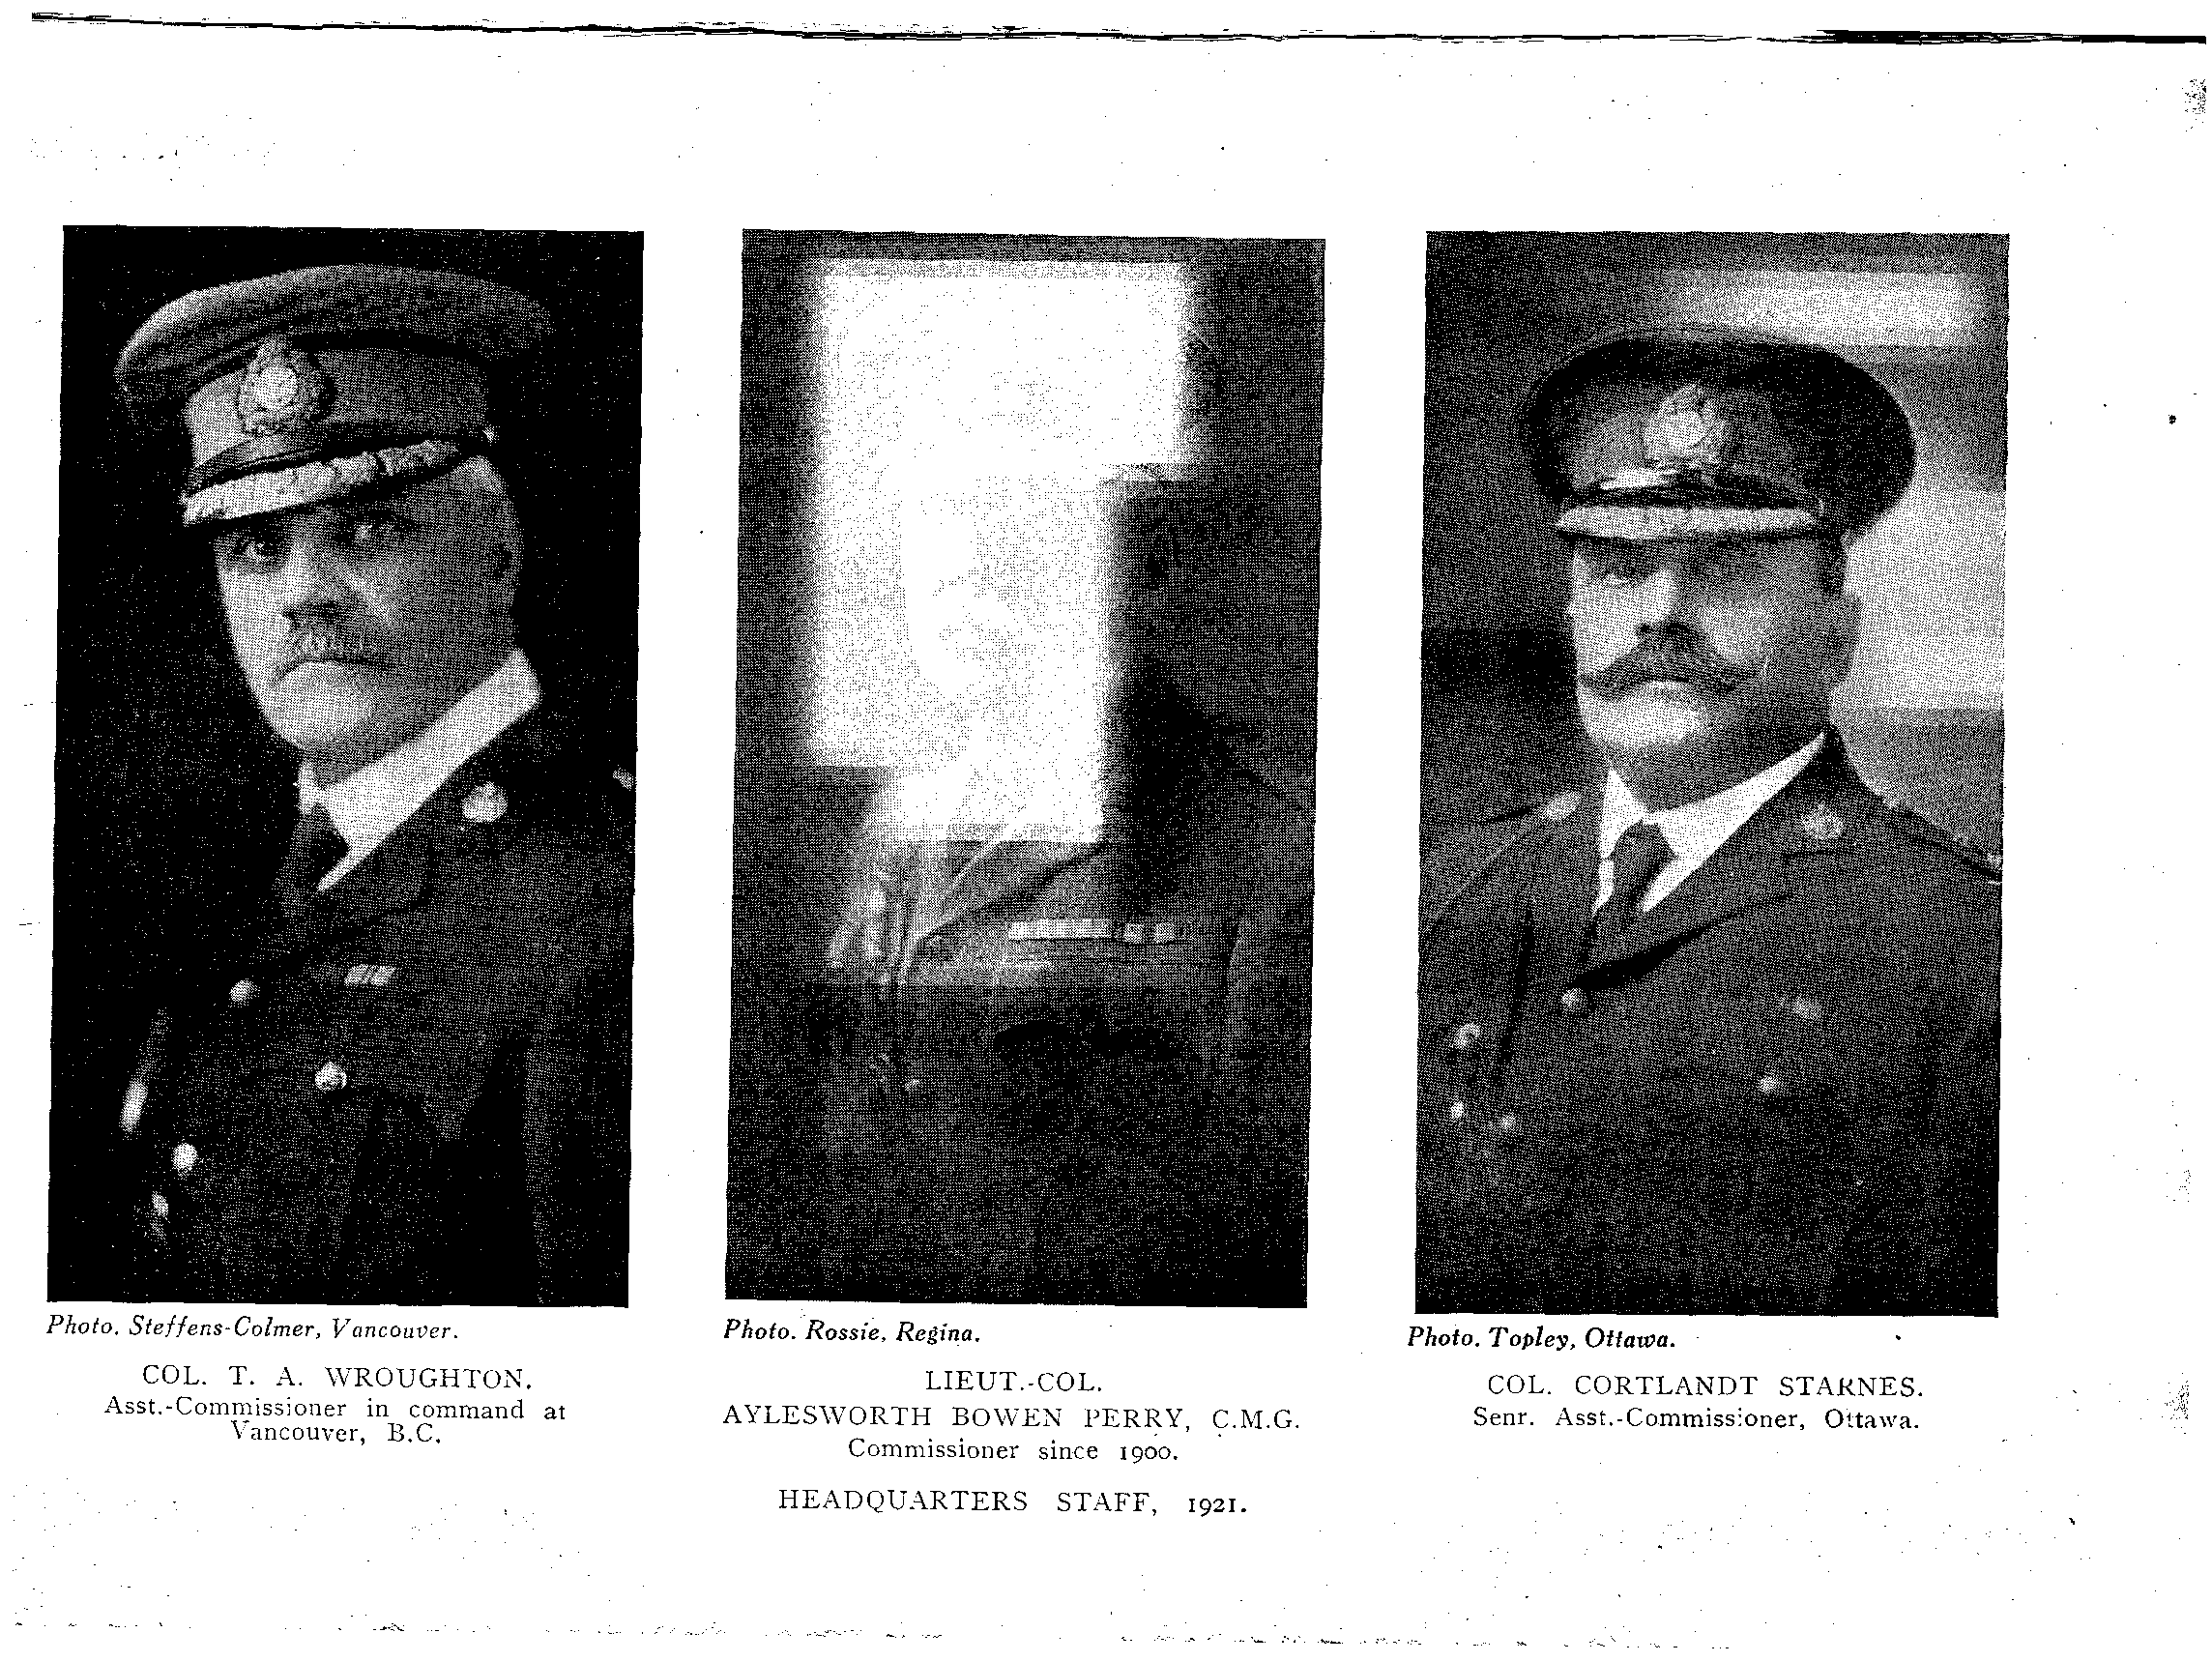 Photo. Steffens-Colmer, Vancouver.
COL. T. A. WROUGHTON.
Asst.-Commissioner in command at
Vancouver, B.C.
Photo. Rossie, Regina.
LIEUT.-COL.
AYLESWORTH BOWEN PERRY, C.M.G.
Commissioner since 1900.
HEADQUARTERS STAFF, 1921.
Photo. Topley, Ottawa.
COL. CORTLANDT STARNES.
Senr. Asst.-Commissioner, Ottawa.